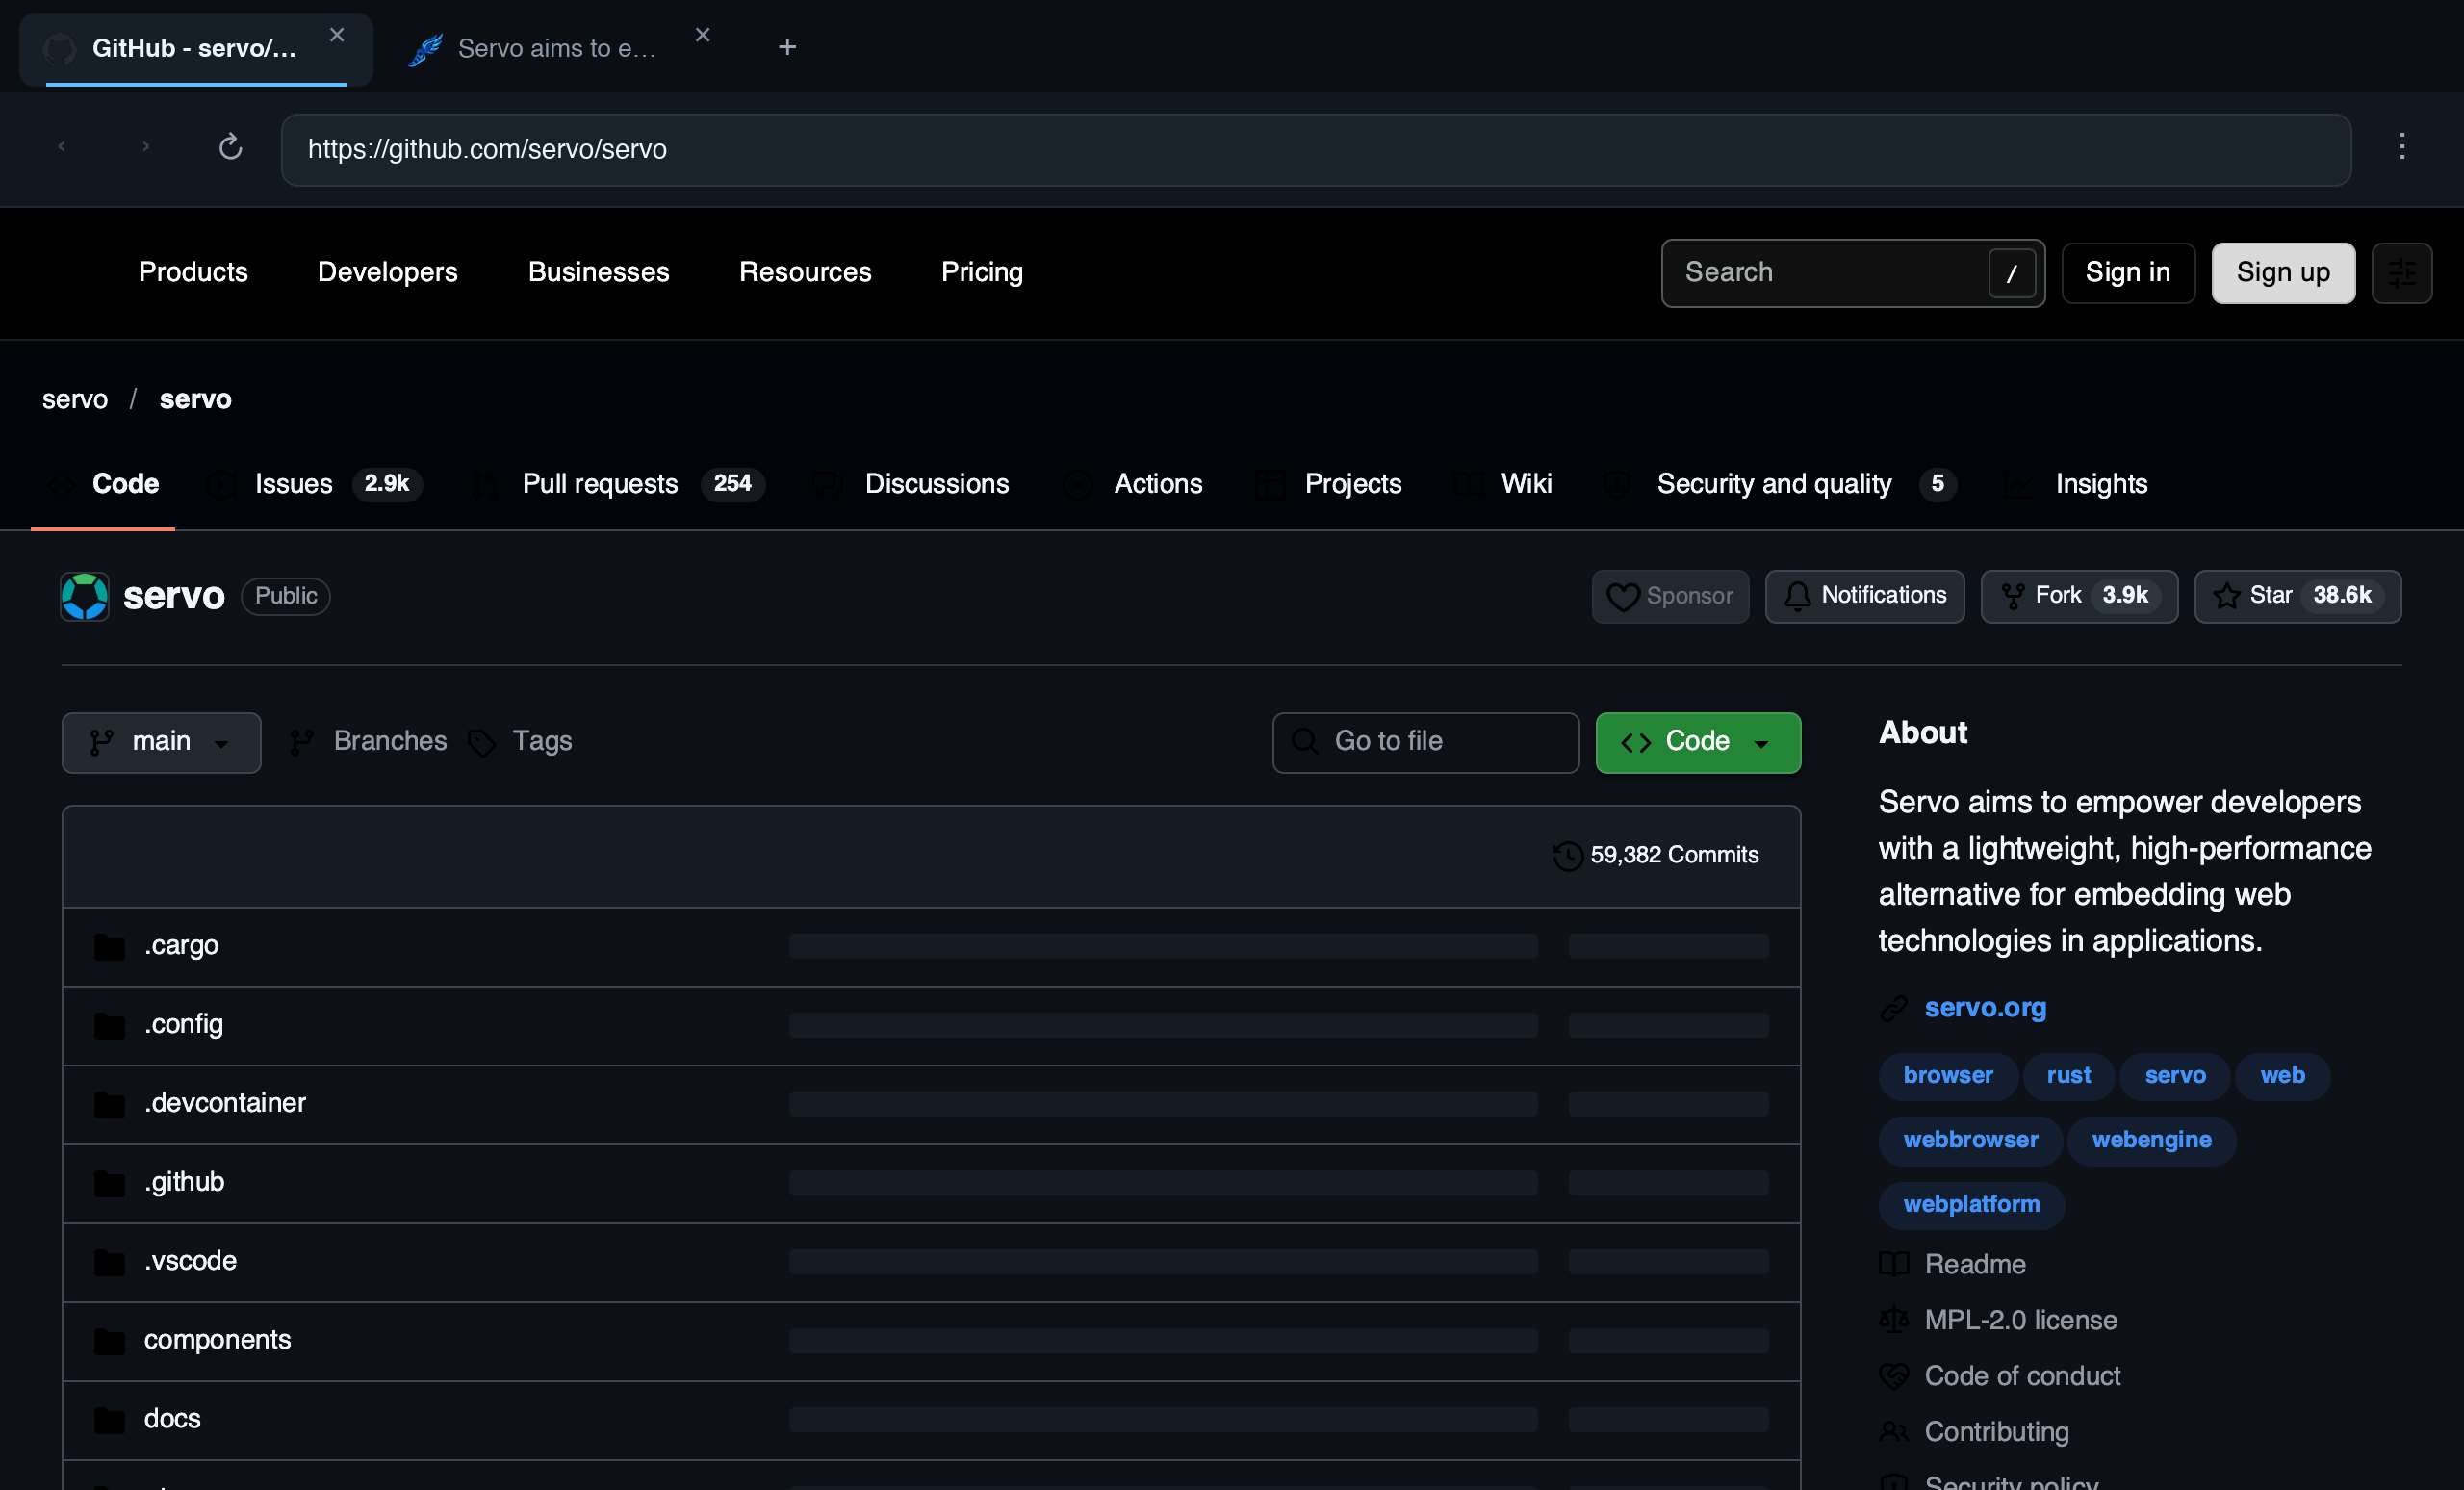 GitHub - servo/...
Servo aims to e...
https://github.com/servo/servo
Products Developers Businesses Resources Pricing Search / Sign in Sign up
servo / servo
Code Issues 2.9k Pull requests 254 Discussions Actions Projects Wiki Security and quality 5 Insights
servo Public Sponsor Notifications Fork 3.9k Star 38.6k
main Branches Tags Go to file Code
59,382 Commits
.cargo
.config
.devcontainer
.github
.vscode
components
docs
About
Servo aims to empower developers
with a lightweight, high-performance
alternative for embedding web
technologies in applications.
servo.org
browser rust servo web
webbrowser webengine
webplatform
Readme
MPL-2.0 license
Code of conduct
Contributing
Security policy